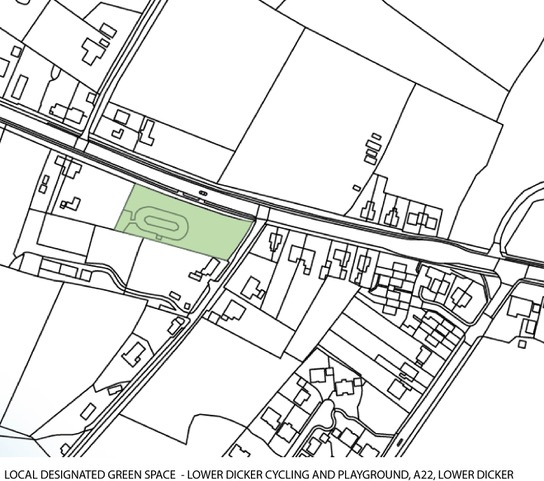 LOCAL DESIGNATED GREEN SPACE - LOWER DICKER CYCLING AND PLAYGROUND, A22, LOWER DICKER